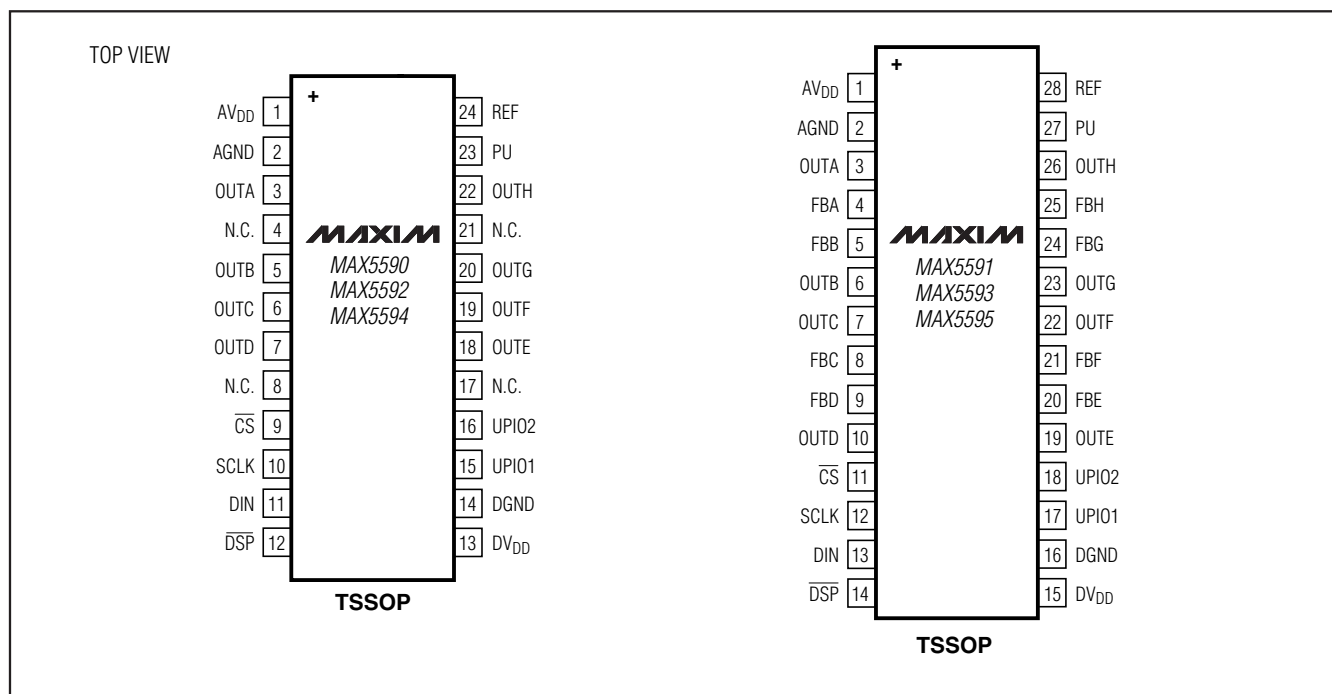 TOP VIEW
+
AVDD 1
AGND 2
OUTA 3
N.C. 4
OUTB 5
OUTC 6
OUTD 7
N.C. 8
CS 9
SCLK 10
DIN 11
DSP 12
MAXIM
MAX5590
MAX5592
MAX5594
24 REF
23 PU
22 OUTH
21 N.C.
20 OUTG
19 OUTF
18 OUTE
17 N.C.
16 UPIO2
15 UPIO1
14 DGND
13 DVDD
TSSOP
+
AVDD 1
AGND 2
OUTA 3
FBA 4
FBB 5
OUTB 6
OUTC 7
FBC 8
FBD 9
OUTD 10
CS 11
SCLK 12
DIN 13
DSP 14
MAXIM
MAX5591
MAX5593
MAX5595
28 REF
27 PU
26 OUTH
25 FBH
24 FBG
23 OUTG
22 OUTF
21 FBF
20 FBE
19 OUTE
18 UPIO2
17 UPIO1
16 DGND
15 DVDD
TSSOP